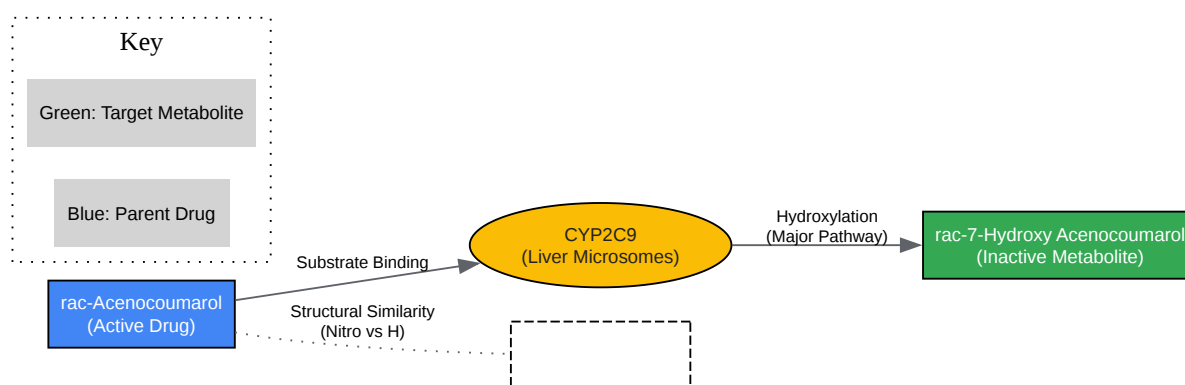 Key
Green: Target Metabolite
Blue: Parent Drug
rac-Acenocoumarol
(Active Drug)
Substrate Binding
Structural Similarity
(Nitro vs H)
CYP2C9
(Liver Microsomes)
Hydroxylation
(Major Pathway)
rac-7-Hydroxy Acenocoumarol
(Inactive Metabolite)